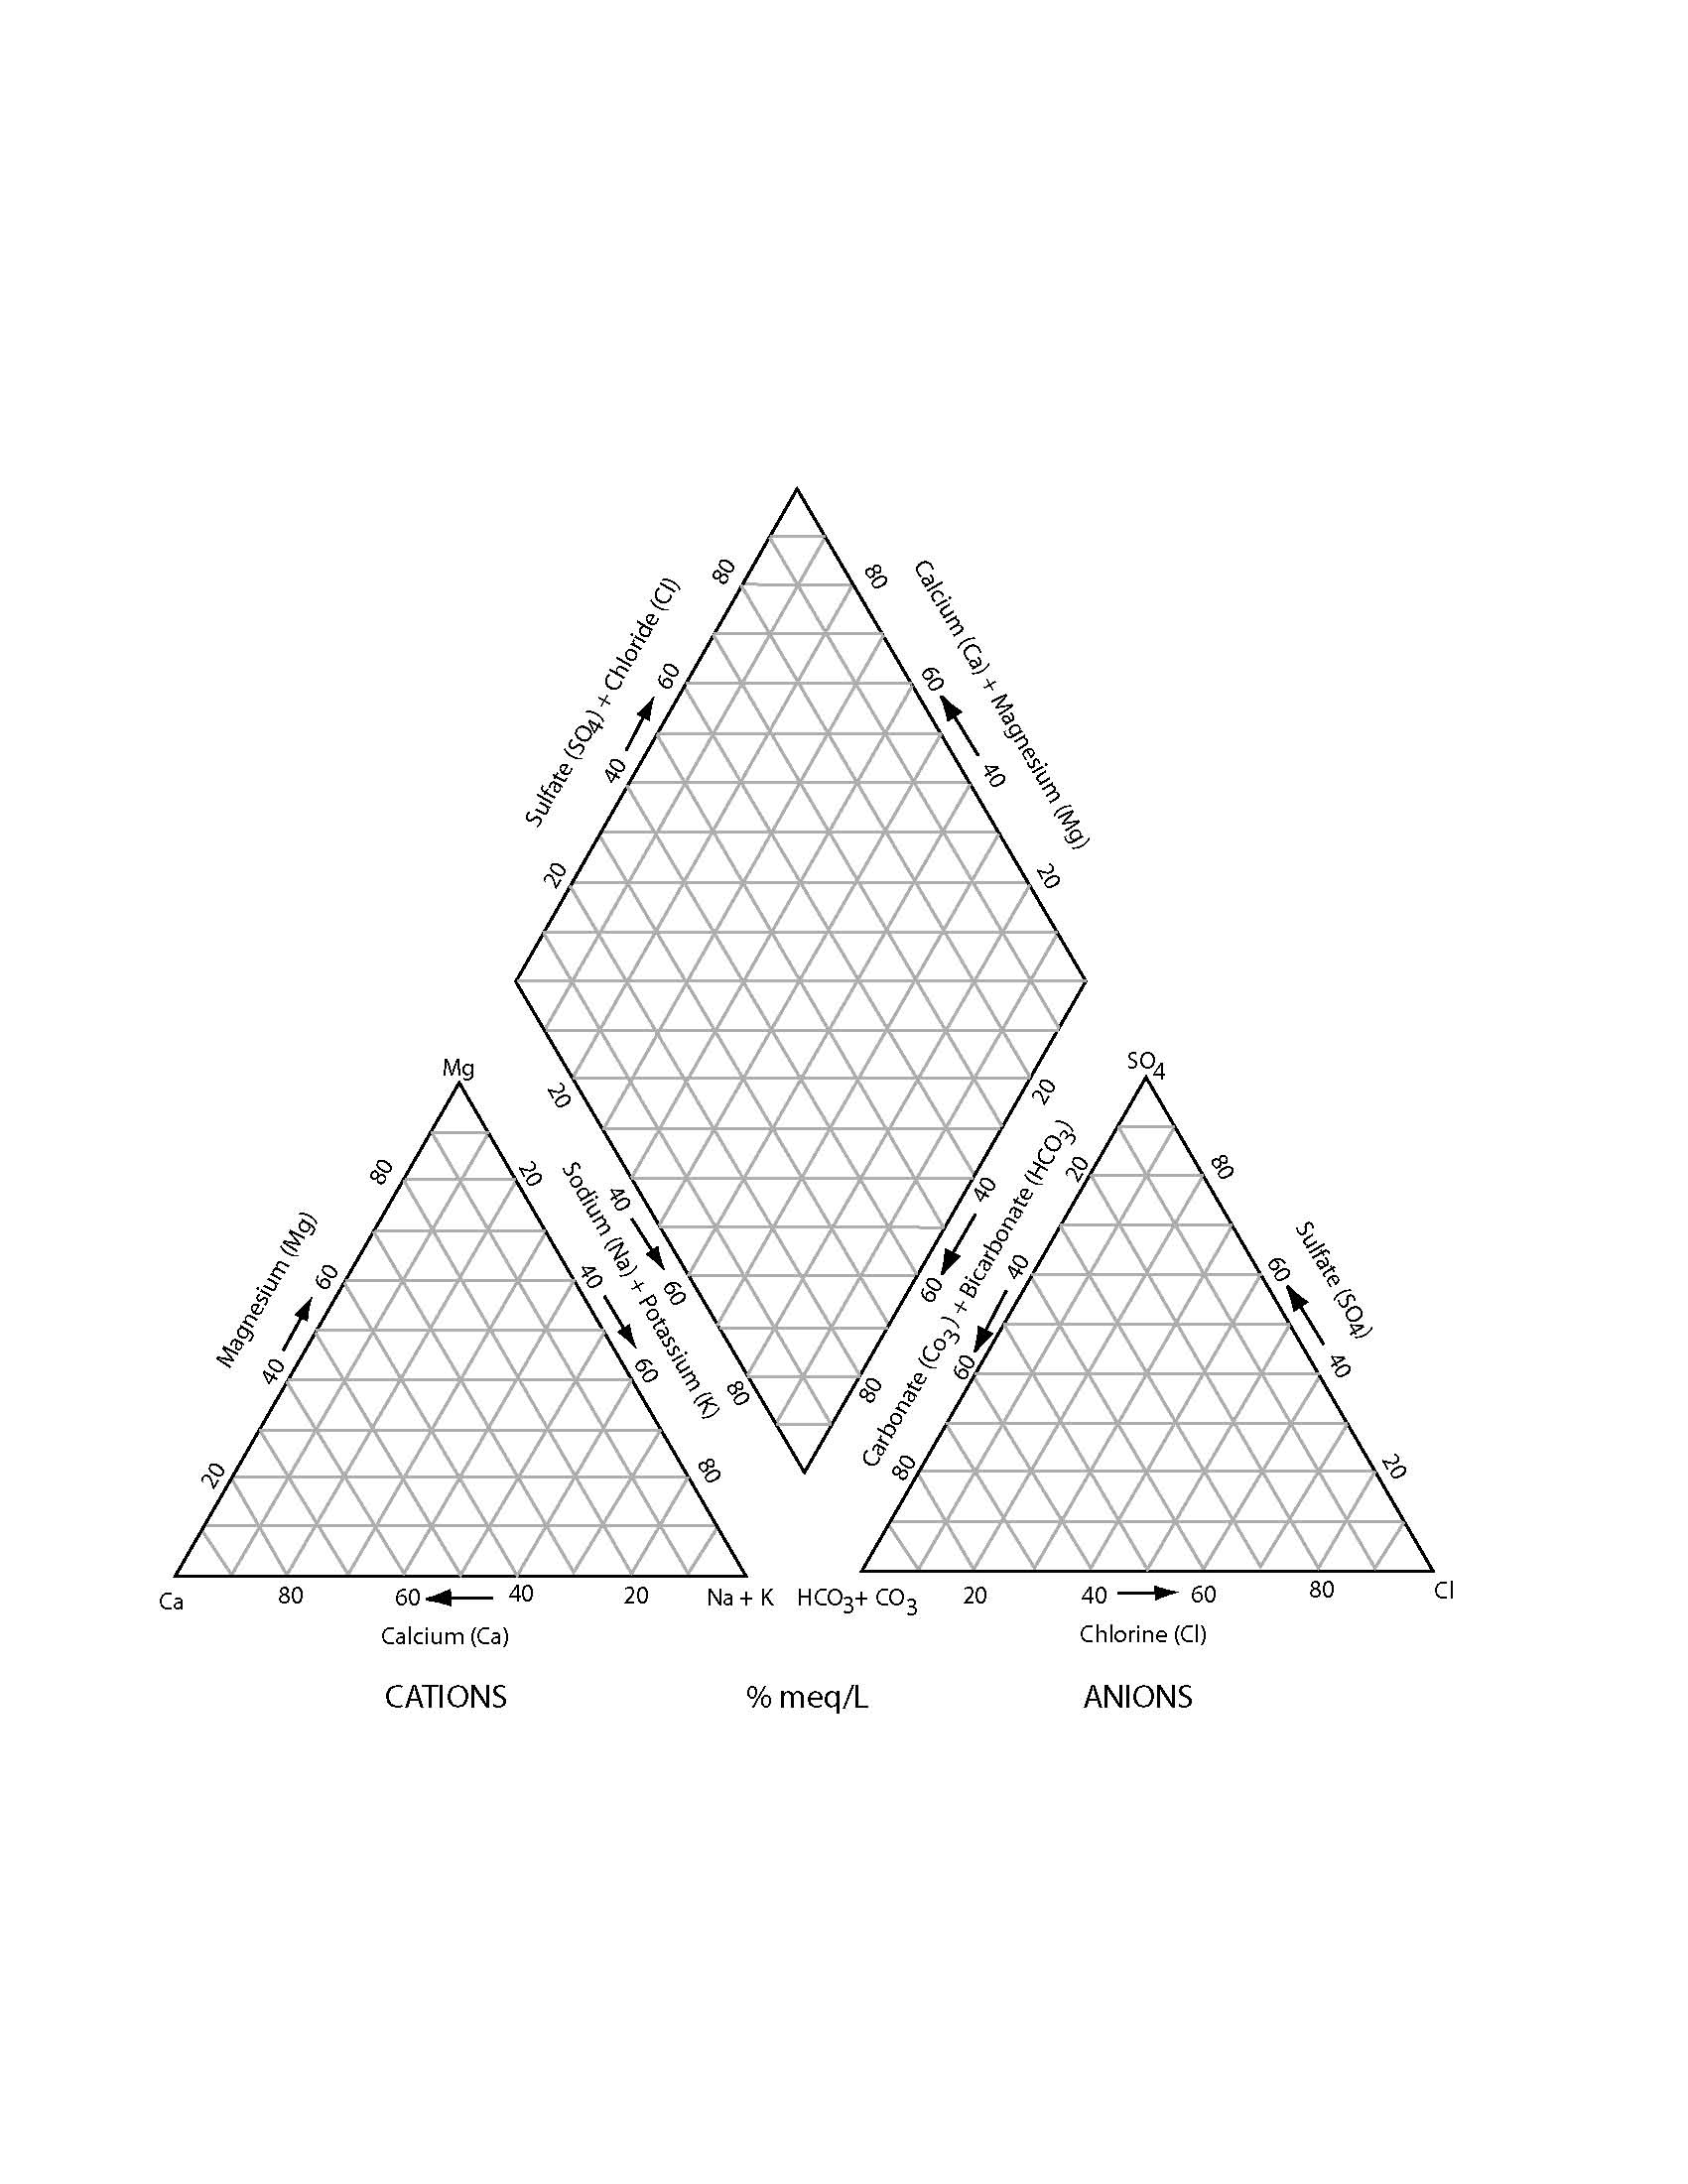 80
80
Sulfate (SO4) + Chloride (Cl)
Calcium (Ca) + Magnesium (Mg)
60
60
40
40
20
20
20
20
40
40
60
60
80
80
Sodium (Na) + Potassium (K)
Carbonate (Co3) + Bicarbonate (HCO3)
Mg
80
20
Magnesium (Mg)
60
40
40
60
20
80
Ca
80
60
40
20
Na + K
Calcium (Ca)
SO4
20
80
40
60
Sulfate (SO4)
60
40
80
20
HCO3+ CO3
20
40
60
80
Cl
Chlorine (Cl)
CATIONS
% meq/L
ANIONS